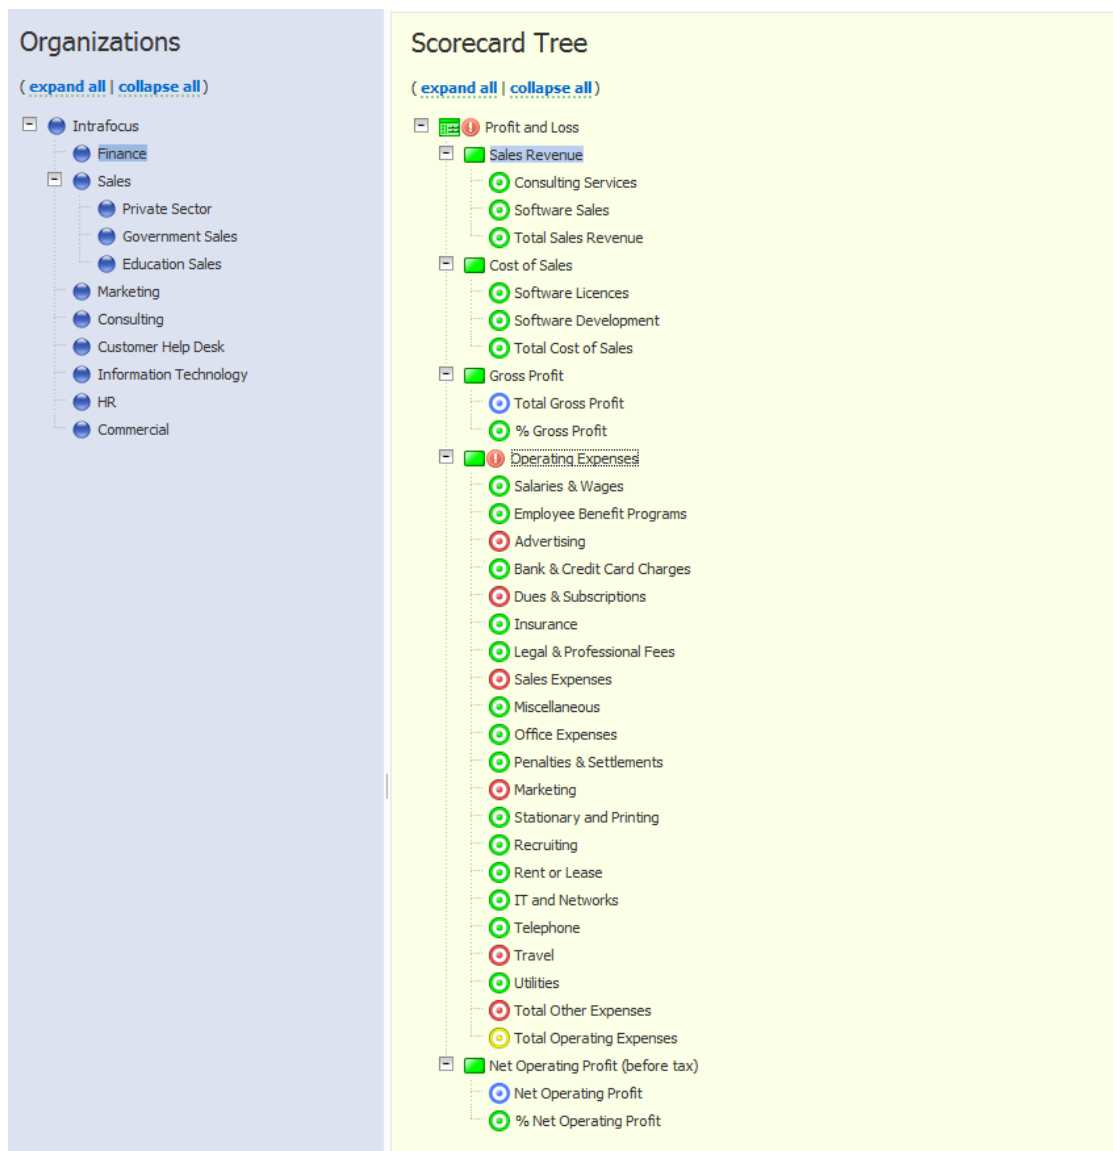 Organizations
( expand all | collapse all )
Intrafocus
Finance
Sales
Private Sector
Government Sales
Education Sales
Marketing
Consulting
Customer Help Desk
Information Technology
HR
Commercial
Scorecard Tree
( expand all | collapse all )
Profit and Loss
Sales Revenue
Consulting Services
Software Sales
Total Sales Revenue
Cost of Sales
Software Licences
Software Development
Total Cost of Sales
Gross Profit
Total Gross Profit
% Gross Profit
Operating Expenses
Salaries & Wages
Employee Benefit Programs
Advertising
Bank & Credit Card Charges
Dues & Subscriptions
Insurance
Legal & Professional Fees
Sales Expenses
Miscellaneous
Office Expenses
Penalties & Settlements
Marketing
Stationary and Printing
Recruiting
Rent or Lease
IT and Networks
Telephone
Travel
Utilities
Total Other Expenses
Total Operating Expenses
Net Operating Profit (before tax)
Net Operating Profit
% Net Operating Profit